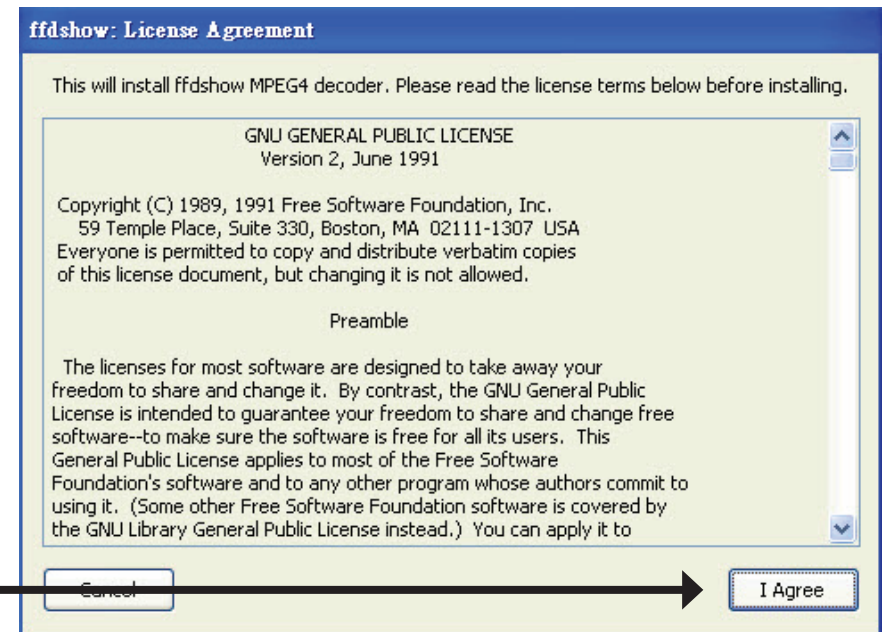 ffdshow: License Agreement
This will install ffdshow MPEG4 decoder. Please read the license terms below before installing.
GNU GENERAL PUBLIC LICENSE
Version 2, June 1991
Copyright (C) 1989, 1991 Free Software Foundation, Inc.
59 Temple Place, Suite 330, Boston, MA 02111-1307 USA
Everyone is permitted to copy and distribute verbatim copies
of this license document, but changing it is not allowed.
Preamble
The licenses for most software are designed to take away your
freedom to share and change it. By contrast, the GNU General Public
License is intended to guarantee your freedom to share and change free
software--to make sure the software is free for all its users. This
General Public License applies to most of the Free Software
Foundation's software and to any other program whose authors commit to
using it. (Some other Free Software Foundation software is covered by
the GNU Library General Public License instead.) You can apply it to
Cancel
I Agree